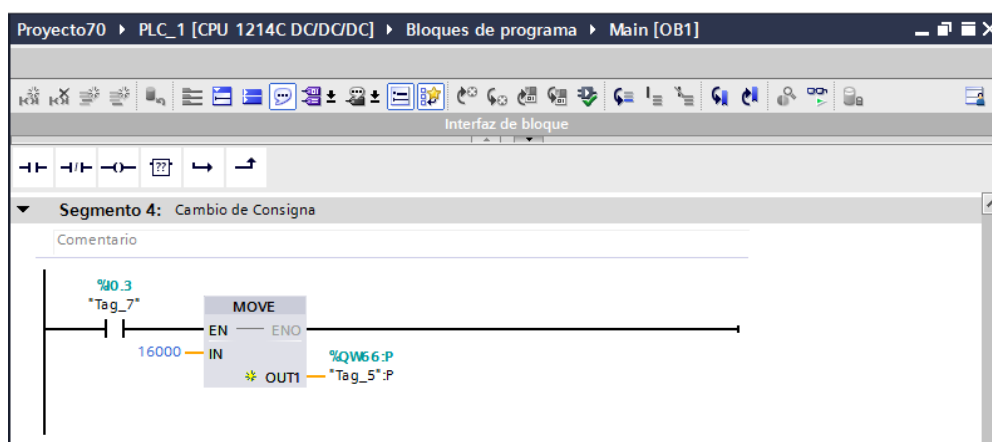 Proyecto70 ▸ PLC_1 [CPU 1214C DC/DC/DC] ▸ Bloques de programa ▸ Main [OB1]
Interfaz de bloque
??
Segmento 4: Cambio de Consigna
Comentario
%I0.3
"Tag_7"
MOVE
EN ENO
16000 IN
%QW66:P
OUT1 "Tag_5":P